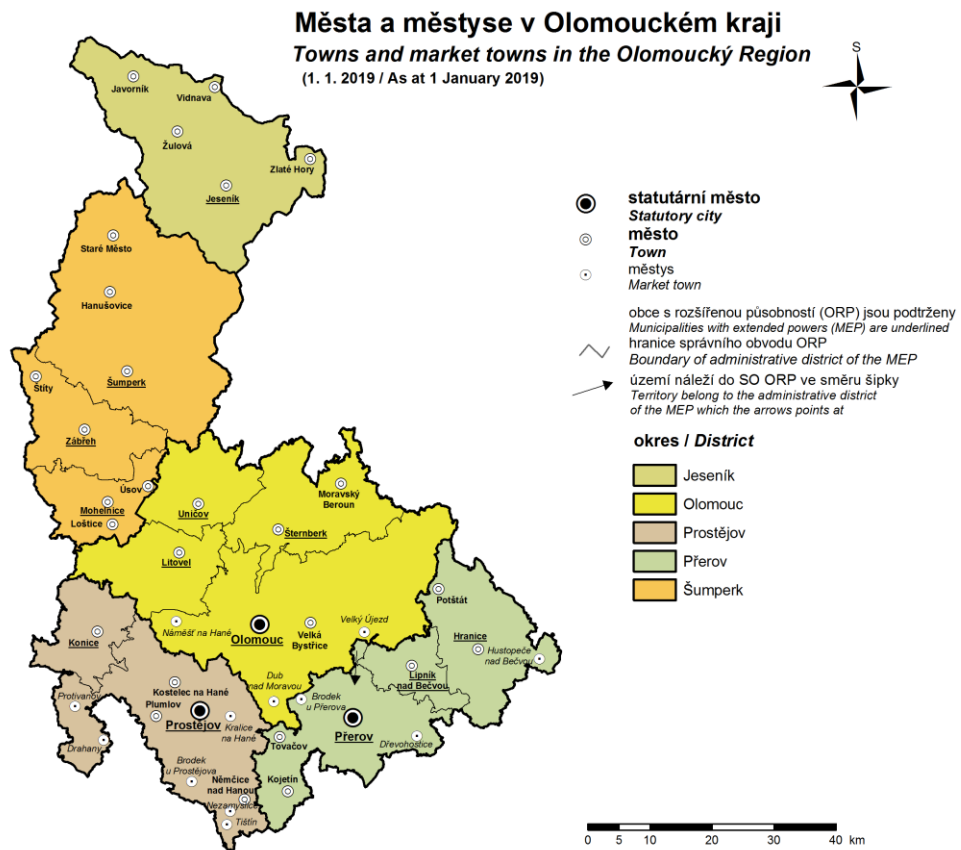 Města a městyse v Olomouckém kraji
Towns and market towns in the Olomoucký Region
(1. 1. 2019 / As at 1 January 2019)
S
Javorník
Vidnava
Žulová
Zlaté Hory
Jeseník
statutární město
Statutory city
město
Town
městys
Market town
obce s rozšířenou působností (ORP) jsou podtrženy
Municipalities with extended powers (MEP) are underlined
hranice správního obvodu ORP
Boundary of administrative district of the MEP
území náleží do SO ORP ve směru šipky
Territory belong to the administrative district
of the MEP which the arrows points at
okres / District
Jeseník
Olomouc
Prostějov
Přerov
Šumperk
Staré Město
Hanušovice
Štíty
Šumperk
Zábřeh
Úsov
Mohelnice
Loštice
Uničov
Moravský
Beroun
Šternberk
Litovel
Náměšť na Hané
Olomouc
Velká
Bystřice
Velký Újezd
Potštát
Hranice
Hustopeče
nad Bečvou
Konice
Lipník
nad Bečvou
Dub
nad Moravou
Brodek
u Přerova
Kostelec na Hané
Plumlov
Protivanov
Prostějov
Kralice
na Hané
Přerov
Dřevohostice
Drahany
Tovačov
Brodek
u Prostějova
Kojetín
Němčice
nad Hanou
Nezamyslice
Tištín
0 5 10 20 30 40 km